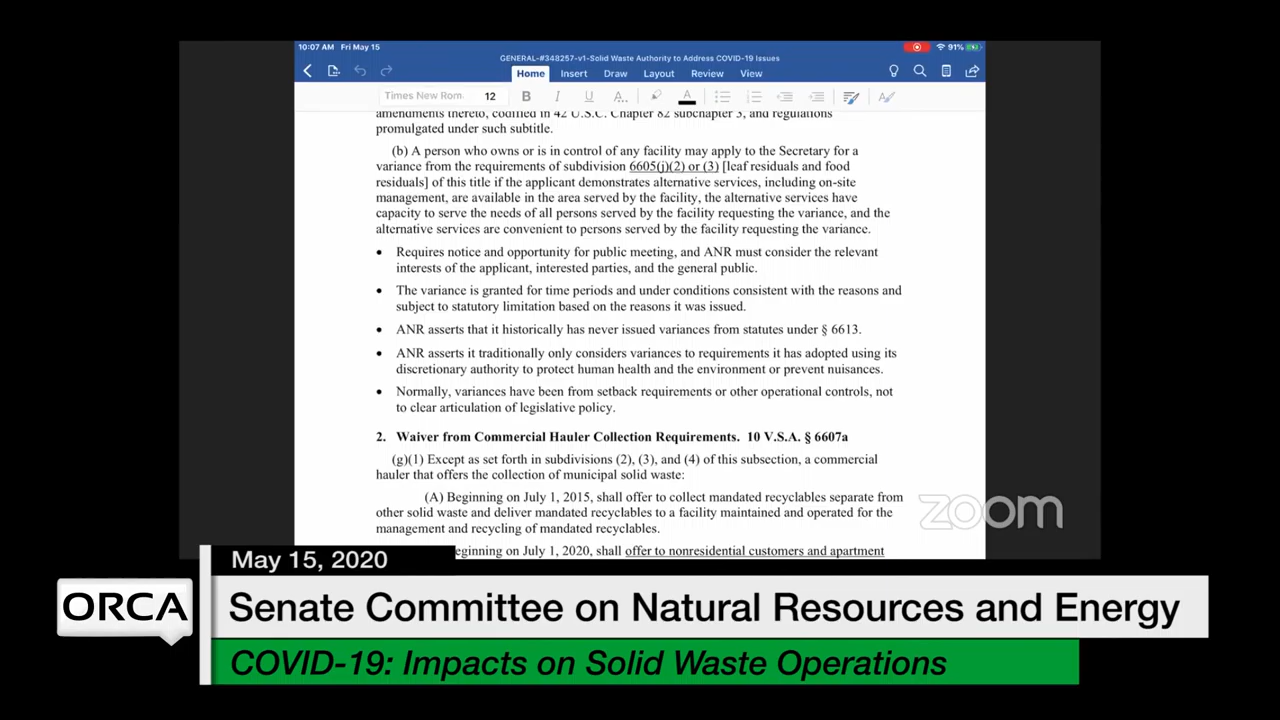 10:07 AM Fri May 15
91%
GENERAL-#348257-v1-Solid Waste Authority to Address COVID-19 Issues
Home Insert Draw Layout Review View
Times New Rom 12 B I U A... A
amendments thereto, codified in 42 U.S.C. Chapter 82 subchapter 3, and regulations
promulgated under such subtitle.
(b) A person who owns or is in control of any facility may apply to the Secretary for a
variance from the requirements of subdivision 6605(j)(2) or (3) [leaf residuals and food
residuals] of this title if the applicant demonstrates alternative services, including on-site
management, are available in the area served by the facility, the alternative services have
capacity to serve the needs of all persons served by the facility requesting the variance, and the
alternative services are convenient to persons served by the facility requesting the variance.
• Requires notice and opportunity for public meeting, and ANR must consider the relevant
interests of the applicant, interested parties, and the general public.
• The variance is granted for time periods and under conditions consistent with the reasons and
subject to statutory limitation based on the reasons it was issued.
• ANR asserts that it historically has never issued variances from statutes under § 6613.
• ANR asserts it traditionally only considers variances to requirements it has adopted using its
discretionary authority to protect human health and the environment or prevent nuisances.
• Normally, variances have been from setback requirements or other operational controls, not
to clear articulation of legislative policy.
2. Waiver from Commercial Hauler Collection Requirements. 10 V.S.A. § 6607a
(g)(1) Except as set forth in subdivisions (2), (3), and (4) of this subsection, a commercial
hauler that offers the collection of municipal solid waste:
(A) Beginning on July 1, 2015, shall offer to collect mandated recyclables separate from
other solid waste and deliver mandated recyclables to a facility maintained and operated for the
management and recycling of mandated recyclables.
eginning on July 1, 2020, shall offer to nonresidential customers and apartment
zoom
May 15, 2020
ORCA
Senate Committee on Natural Resources and Energy
COVID-19: Impacts on Solid Waste Operations